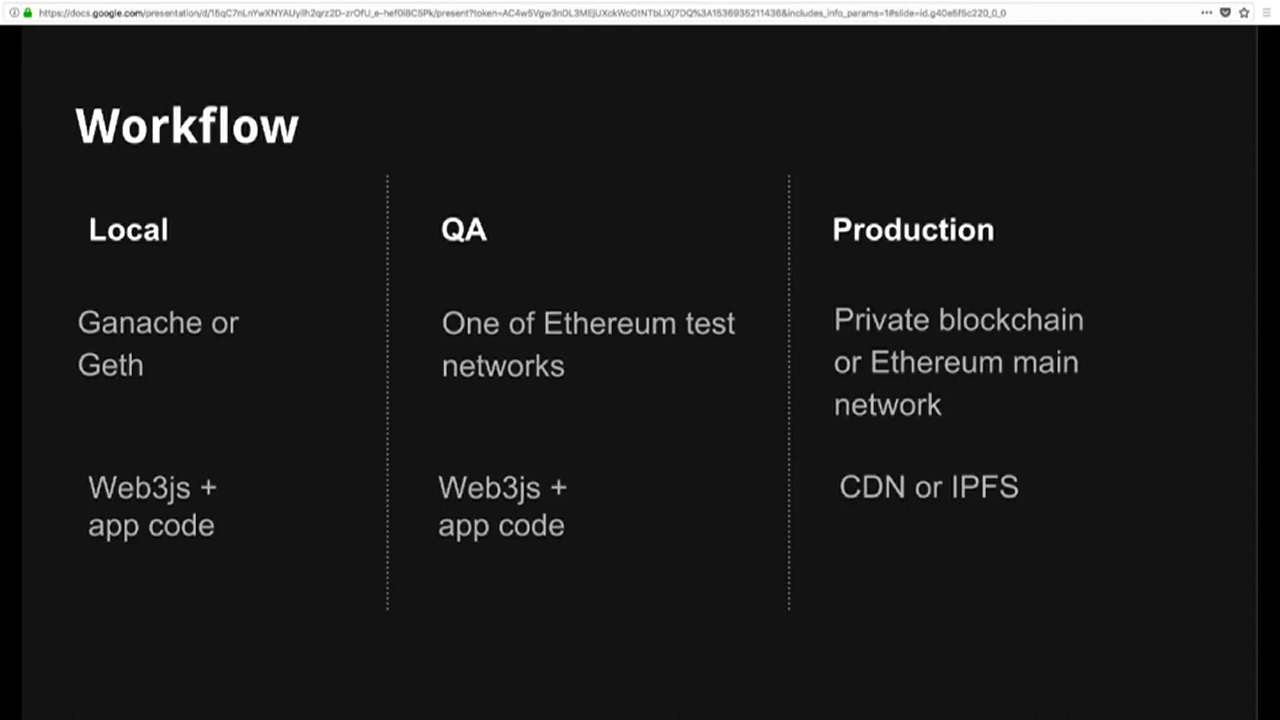 Workflow
Local
Ganache or
Geth
Web3js +
app code
QA
One of Ethereum test
networks
Web3js +
app code
Production
Private blockchain
or Ethereum main
network
CDN or IPFS